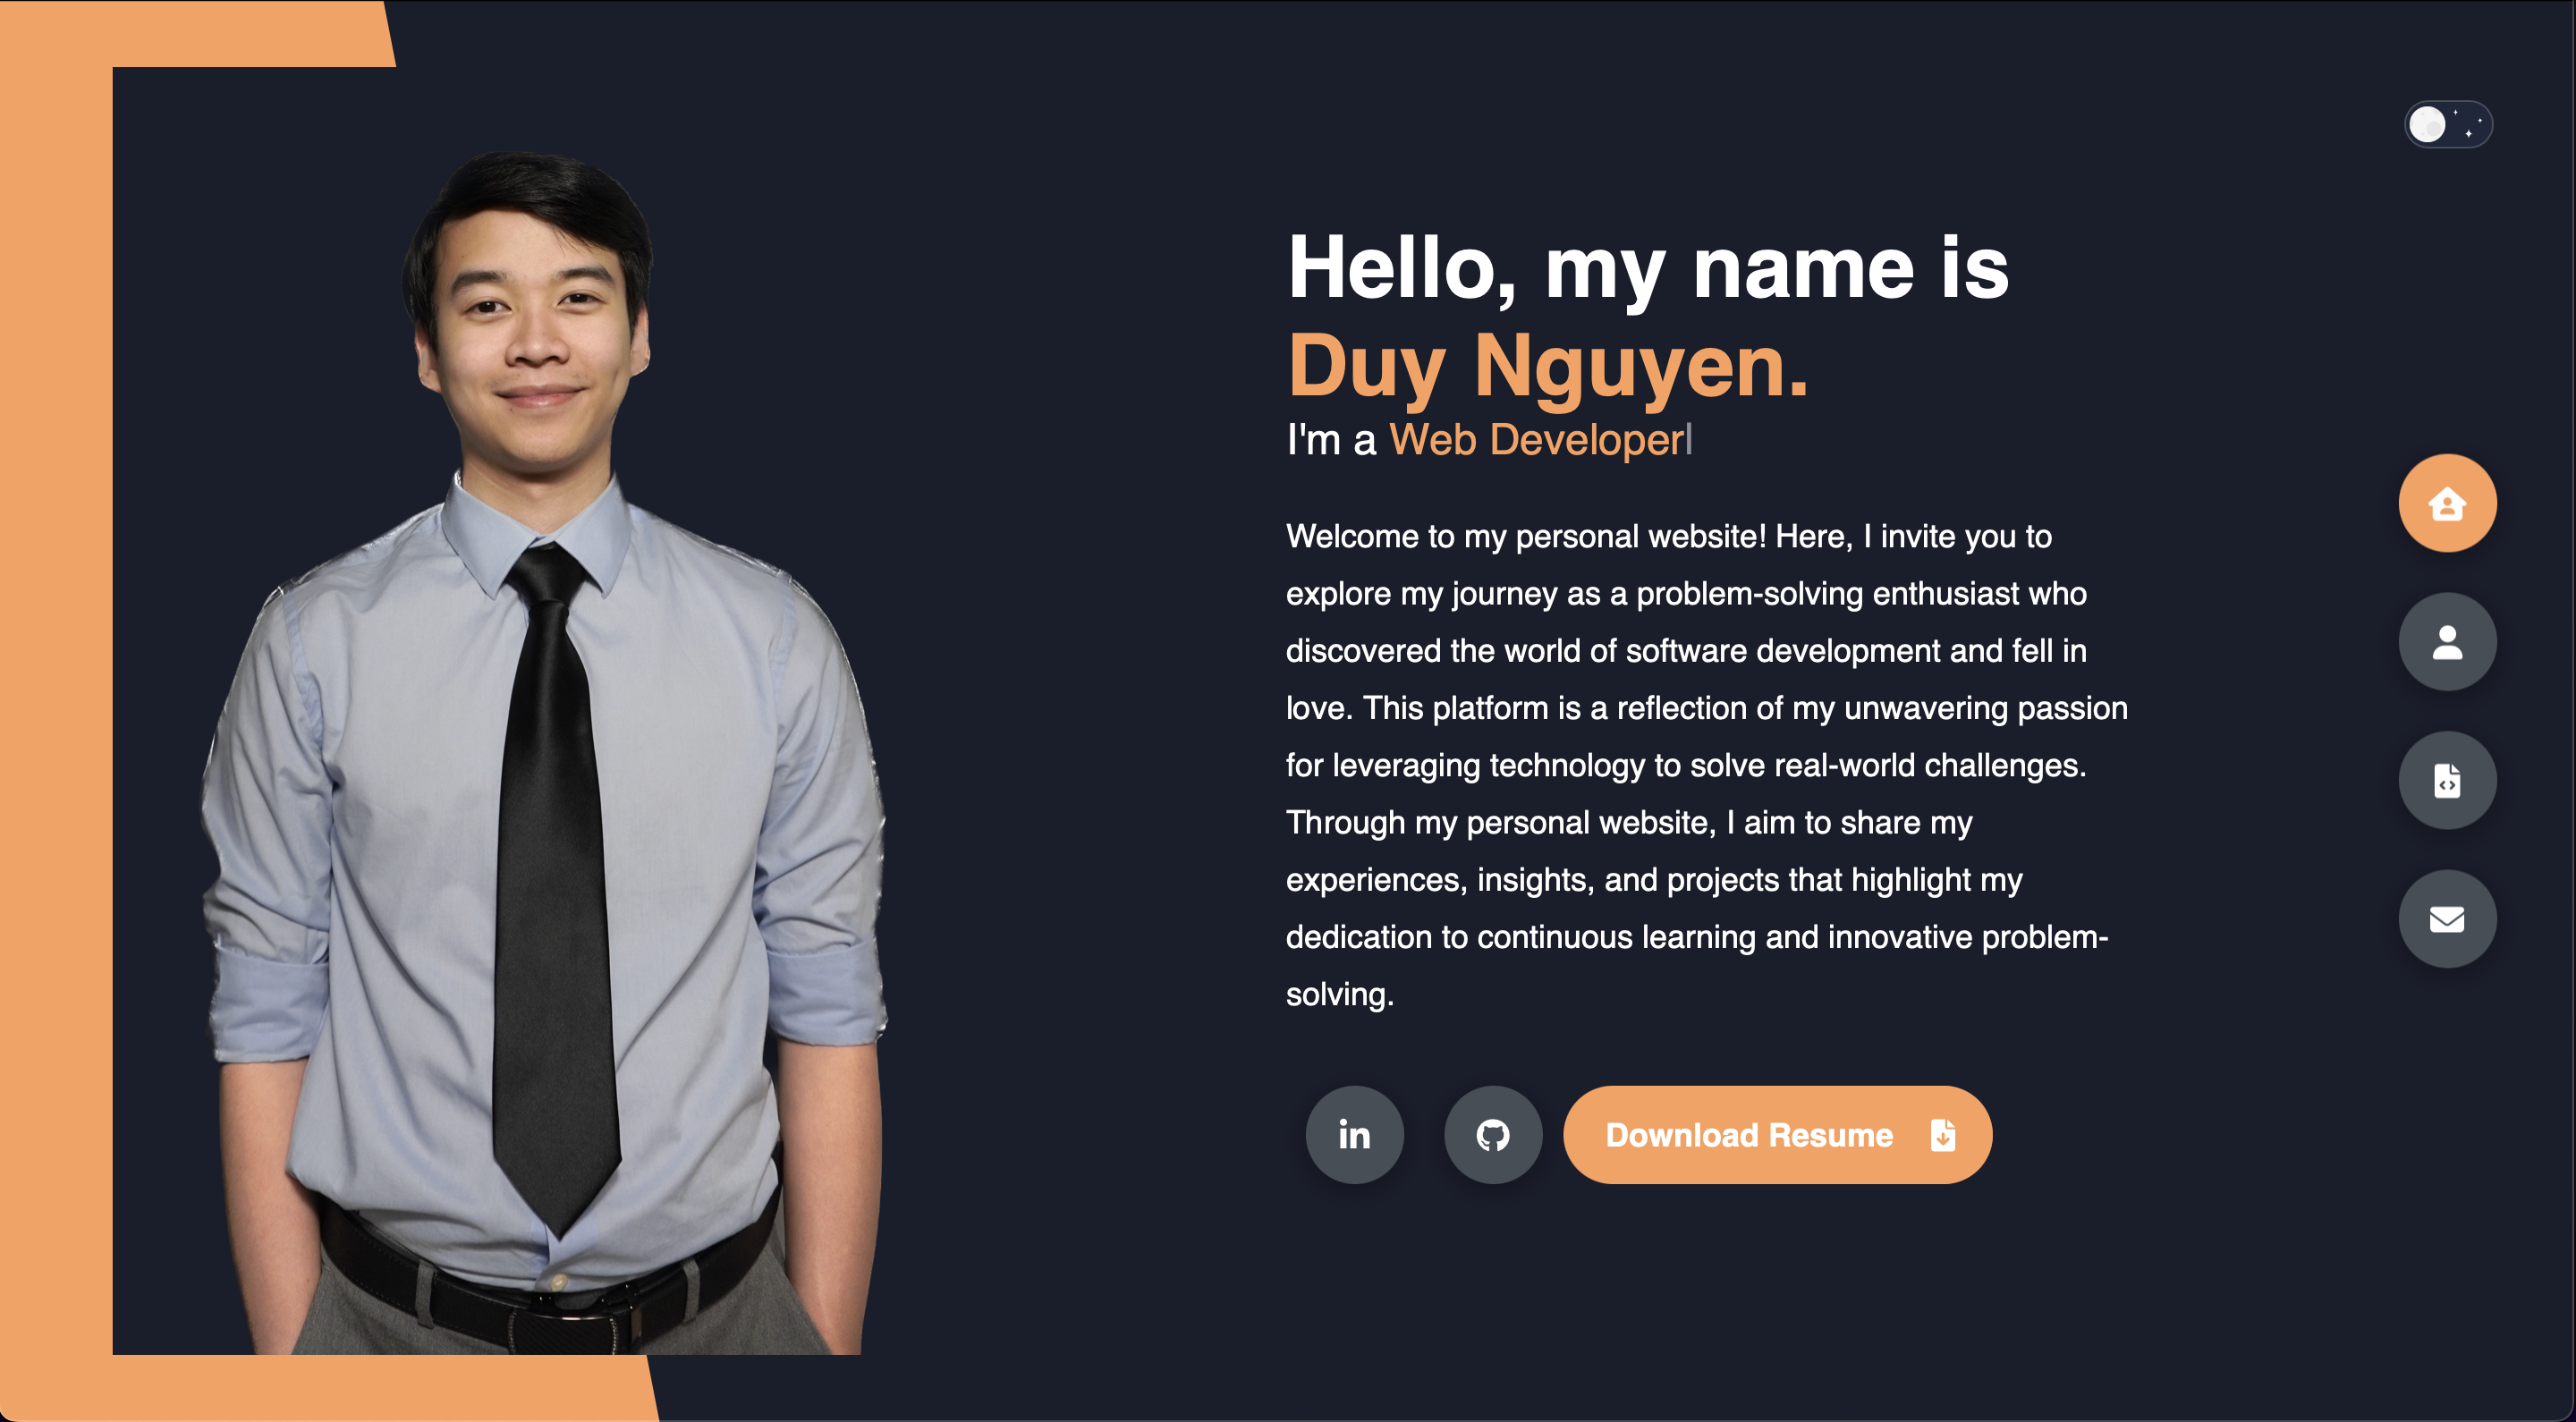 Hello, my name is
Duy Nguyen.
I'm a Web Developer
Welcome to my personal website! Here, I invite you to
explore my journey as a problem-solving enthusiast who
discovered the world of software development and fell in
love. This platform is a reflection of my unwavering passion
for leveraging technology to solve real-world challenges.
Through my personal website, I aim to share my
experiences, insights, and projects that highlight my
dedication to continuous learning and innovative problem-
solving.
in
Download Resume